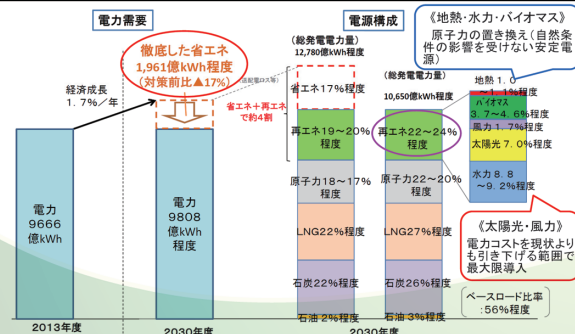 電力需要
徹底した省エネ
1,961億kWh程度
(対策前比▲17%)
経済成長
1.7%/年
電力
9666
億kWh
電力
9808
億kWh
程度
2013年度
2030年度
電源構成
(総発電電力量)
12,780億kWh程度
(送配電ロス等)
省エネ+再エネ
で約4割
省エネ17%程度
再エネ19~20%
程度
原子力18~17%
程度
LNG22%程度
石炭22%程度
石油 2%程度
(総発電電力量)
10,650億kWh程度
再エネ22~24%
程度
原子力22~20%
程度
LNG27%程度
石炭26%程度
石油 3%程度
2030年度
《地熱・水力・バイオマス》
原子力の置き換え(自然条
件の影響を受けない安定電
源)
地熱 1.0
~1.1%程度
バイオマス
3.7~4.6%程度
風力 1.7%程度
太陽光 7.0%程度
水力 8.8
~9.2%程度
《太陽光・風力》
電力コストを現状より
も引き下げる範囲で
最大限導入
ベースロード比率
:56%程度